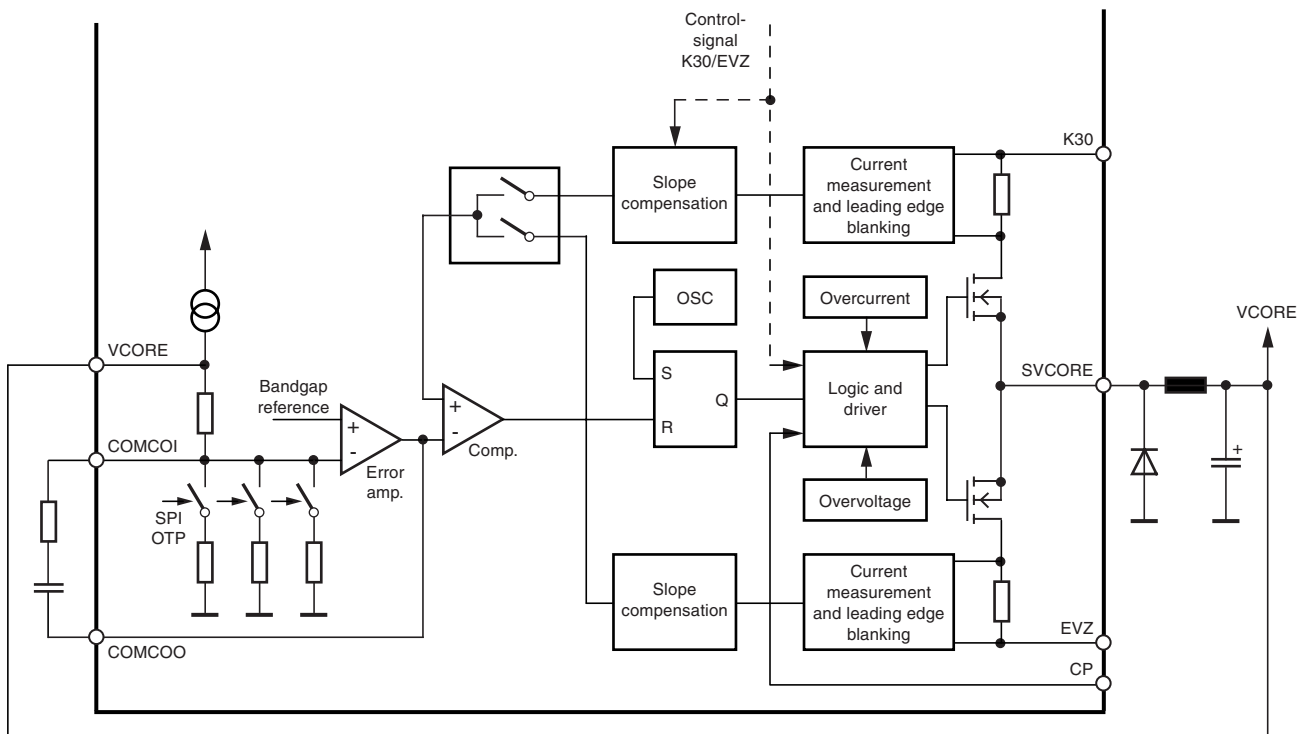 Control-
signal
K30/EVZ
K30
Slope
compensation
Current
measurement
and leading edge
blanking
OSC
Overcurrent
VCORE
VCORE
SVCORE
Bandgap
reference
S
Q
R
Logic and
driver
+
-
+
-
Comp.
COMCOI
Error
amp.
+
SPI
OTP
Overvoltage
Slope
compensation
Current
measurement
and leading edge
blanking
EVZ
COMCOO
CP